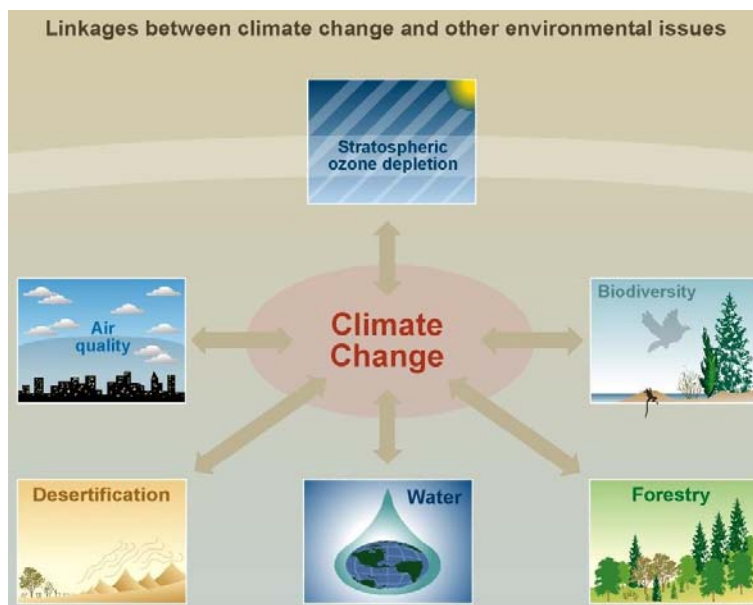 Linkages between climate change and other environmental issues
Stratospheric
ozone depletion
Air
quality
Climate
Change
Biodiversity
Desertification
Water
Forestry